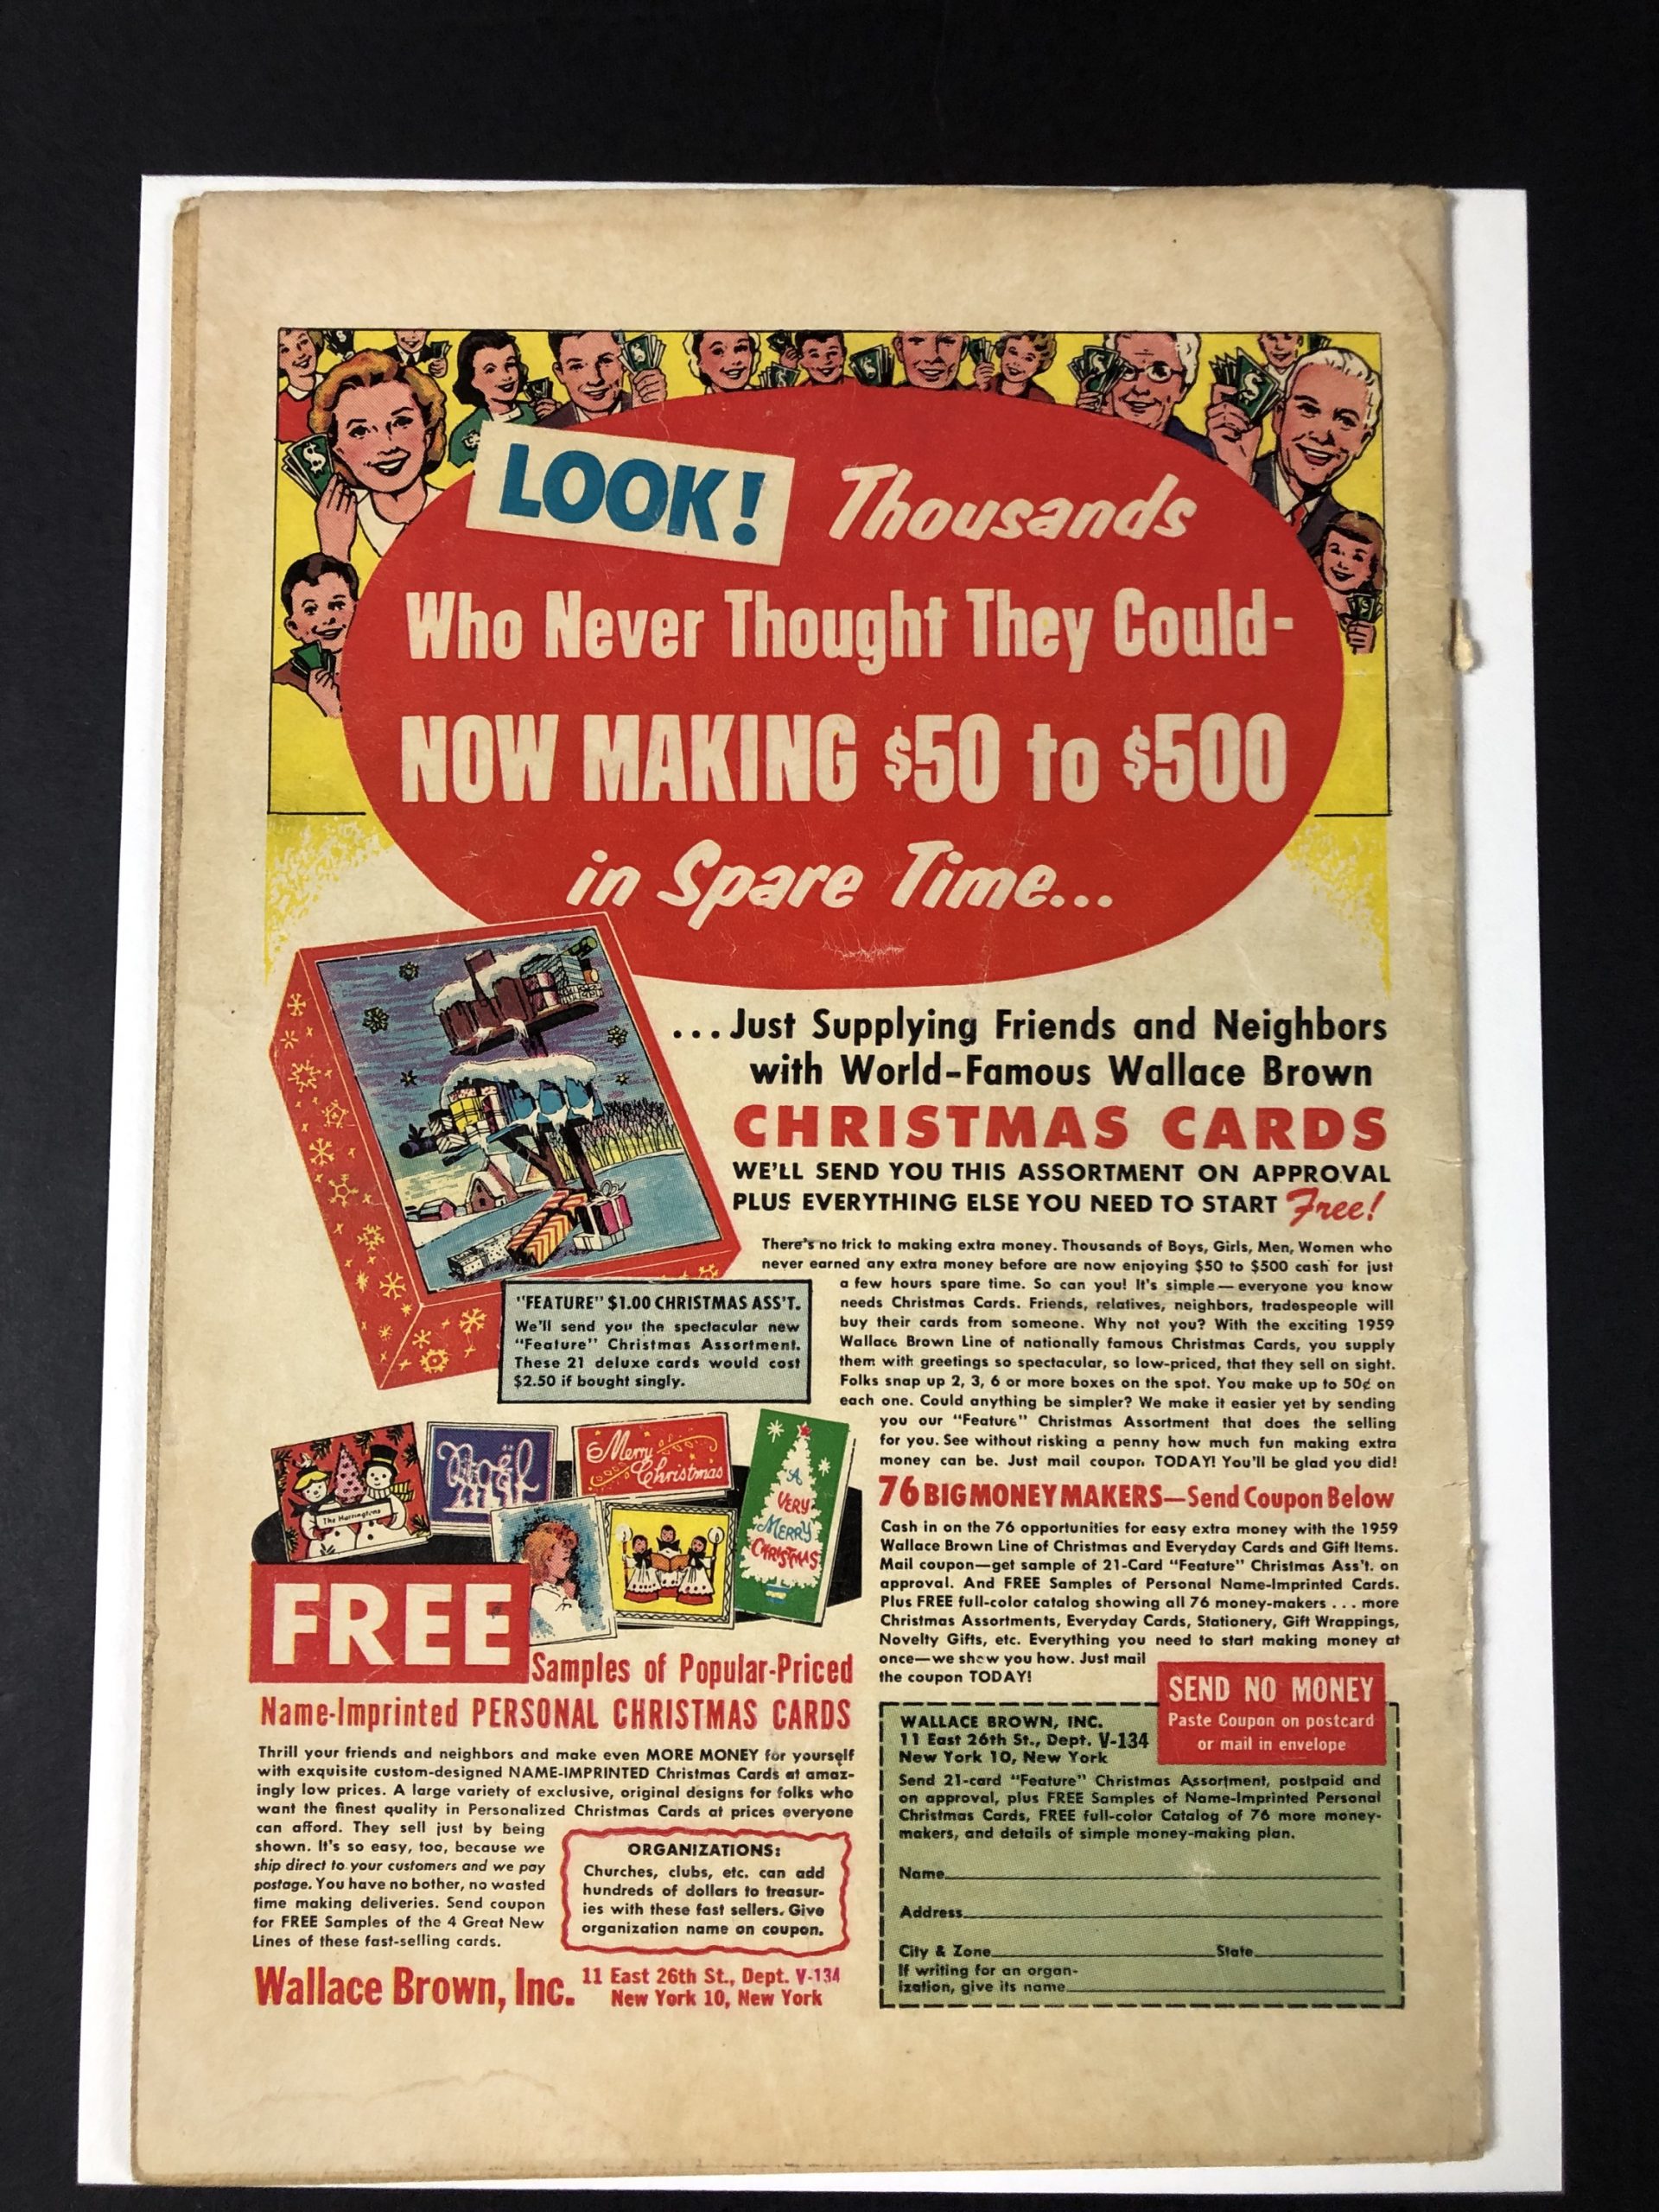 LOOK! Thousands
Who Never Thought They Could-
NOW MAKING $50 to $500
in Spare Time...
...Just Supplying Friends and Neighbors
with World-Famous Wallace Brown
CHRISTMAS CARDS
WE'LL SEND YOU THIS ASSORTMENT ON APPROVAL
PLUS EVERYTHING ELSE YOU NEED TO START Free!
There's no trick to making extra money. Thousands of Boys, Girls, Men, Women who
never earned any extra money before are now enjoying $50 to $500 cash for just
a few hours spare time. So can you! It's simple—everyone you know
needs Christmas Cards. Friends, relatives, neighbors, tradespeople will
buy their cards from someone. Why not you? With the exciting 1959
Wallace Brown Line of nationally famous Christmas Cards, you supply
them with greetings so spectacular, so low-priced, that they sell on sight.
Folks snap up 2, 3, 6 or more boxes on the spot. You make up to 50¢ on
each one. Could anything be simpler? We make it easier yet by sending
you our "Feature" Christmas Assortment that does the selling
for you. See without risking a penny how much fun making extra
money can be. Just mail coupon TODAY! You'll be glad you did!
"FEATURE" $1.00 CHRISTMAS ASS'T.
We'll send you the spectacular new
"Feature" Christmas Assortment.
These 21 deluxe cards would cost
$2.50 if bought singly.
The Harringtons
Noël
Merry
Christmas
A
VERY
MERRY
CHRISTMAS
76 BIG MONEY MAKERS—Send Coupon Below
Cash in on the 76 opportunities for easy extra money with the 1959
Wallace Brown Line of Christmas and Everyday Cards and Gift Items.
Mail coupon—get sample of 21-Card "Feature" Christmas Ass't. on
approval. And FREE Samples of Personal Name-Imprinted Cards.
Plus FREE full-color catalog showing all 76 money-makers . . . more
Christmas Assortments, Everyday Cards, Stationery, Gift Wrappings,
Novelty Gifts, etc. Everything you need to start making money at
once—we show you how. Just mail
the coupon TODAY!
FREE Samples of Popular-Priced
Name-Imprinted PERSONAL CHRISTMAS CARDS
Thrill your friends and neighbors and make even MORE MONEY for yourself
with exquisite custom-designed NAME-IMPRINTED Christmas Cards at amaz-
ingly low prices. A large variety of exclusive, original designs for folks who
want the finest quality in Personalized Christmas Cards at prices everyone
can afford. They sell just by being
shown. It's so easy, too, because we
ship direct to your customers and we pay
postage. You have no bother, no wasted
time making deliveries. Send coupon
for FREE Samples of the 4 Great New
Lines of these fast-selling cards.
ORGANIZATIONS:
Churches, clubs, etc. can add
hundreds of dollars to treasur-
ies with these fast sellers. Give
organization name on coupon.
Wallace Brown, Inc. 11 East 26th St., Dept. V-134
New York 10, New York
SEND NO MONEY
Paste Coupon on postcard
or mail in envelope
WALLACE BROWN, INC.
11 East 26th St., Dept. V-134
New York 10, New York
Send 21-card "Feature" Christmas Assortment, postpaid and
on approval, plus FREE Samples of Name-Imprinted Personal
Christmas Cards, FREE full-color Catalog of 76 more money-
makers, and details of simple money-making plan.
Name
Address
City & Zone State
If writing for an organ-
ization, give its name